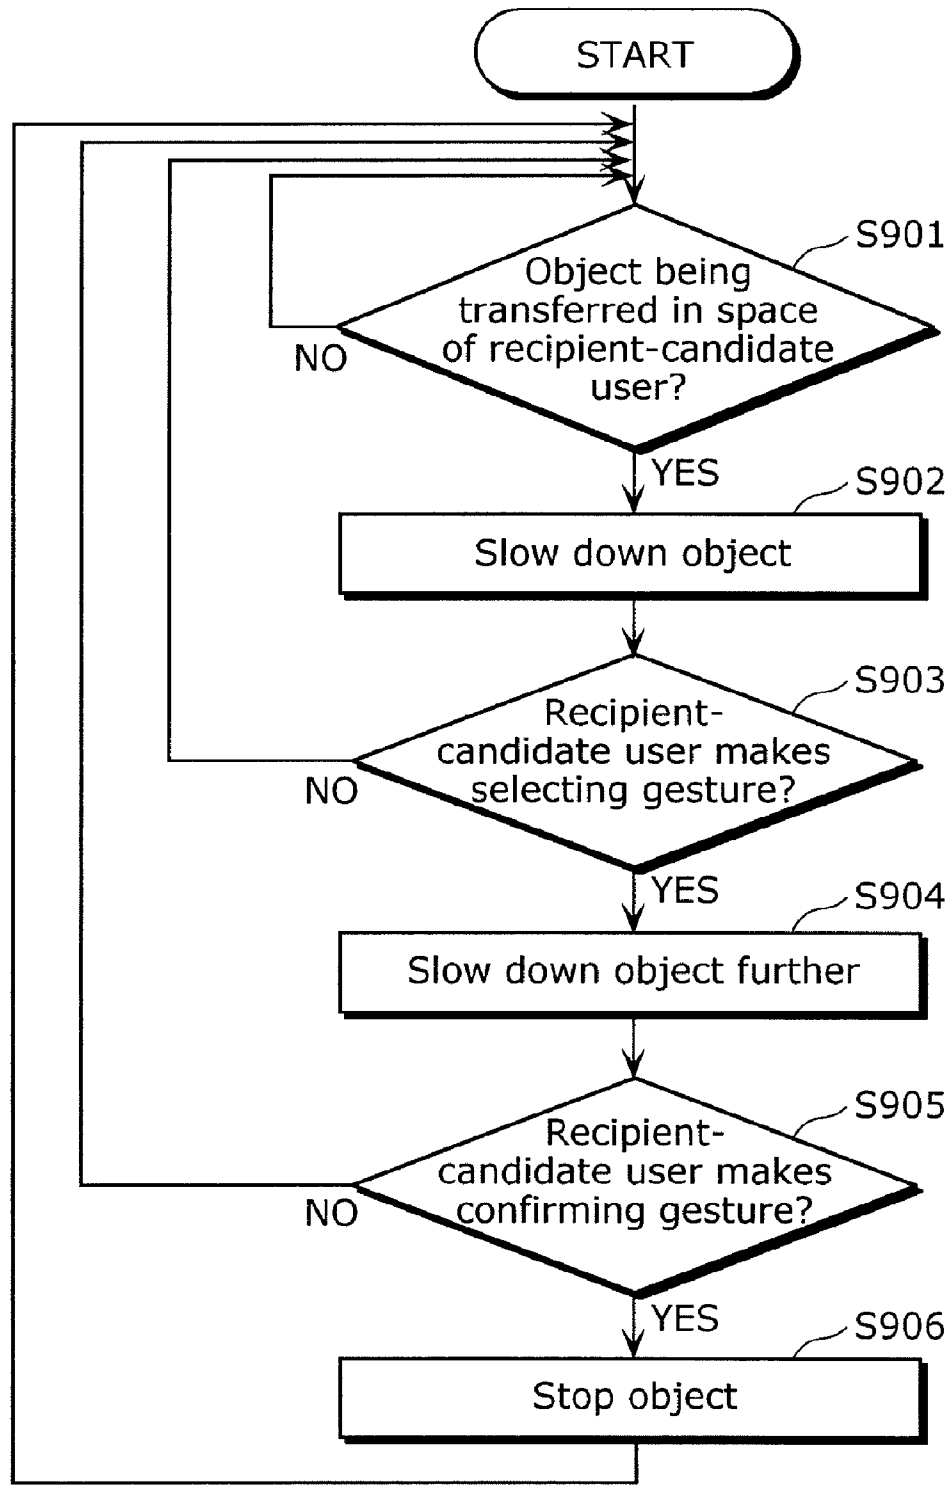 START
S901
Object being
transferred in space
of recipient-candidate
user?
NO
YES
S902
Slow down object
S903
Recipient-
candidate user makes
selecting gesture?
NO
YES
S904
Slow down object further
S905
Recipient-
candidate user makes
confirming gesture?
NO
YES
S906
Stop object